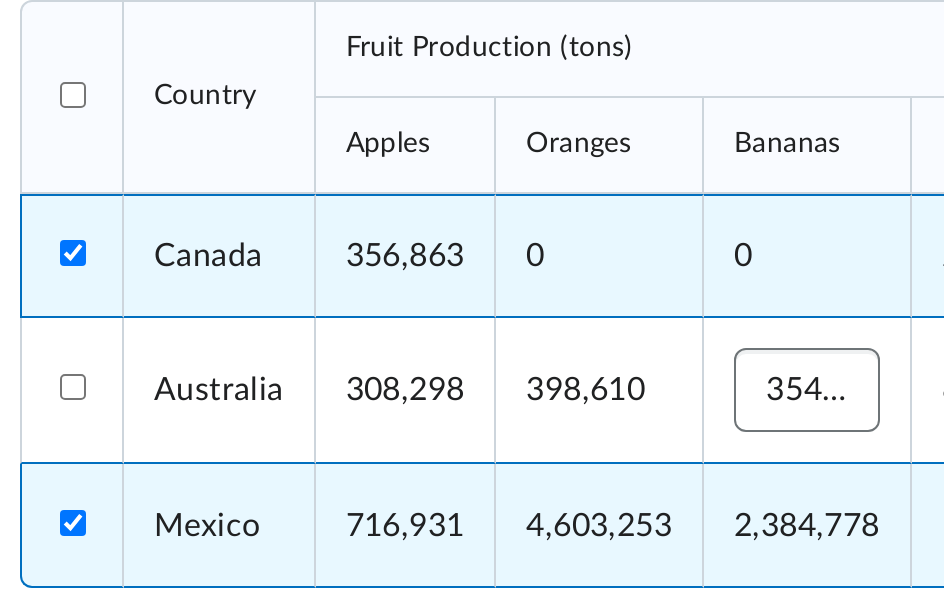 Fruit Production (tons)
Country
Apples Oranges Bananas
Canada 356,863 0 0
Australia 308,298 398,610 354...
Mexico 716,931 4,603,253 2,384,778